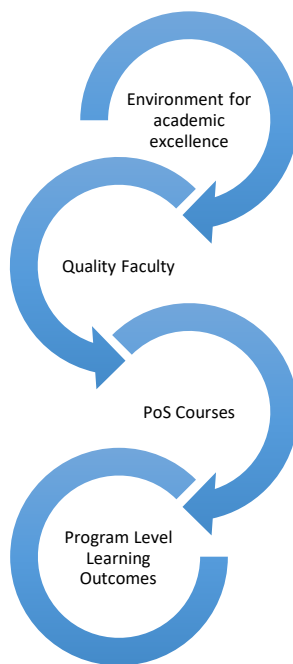 Environment for
academic
excellence
Quality Faculty
PoS Courses
Program Level
Learning
Outcomes